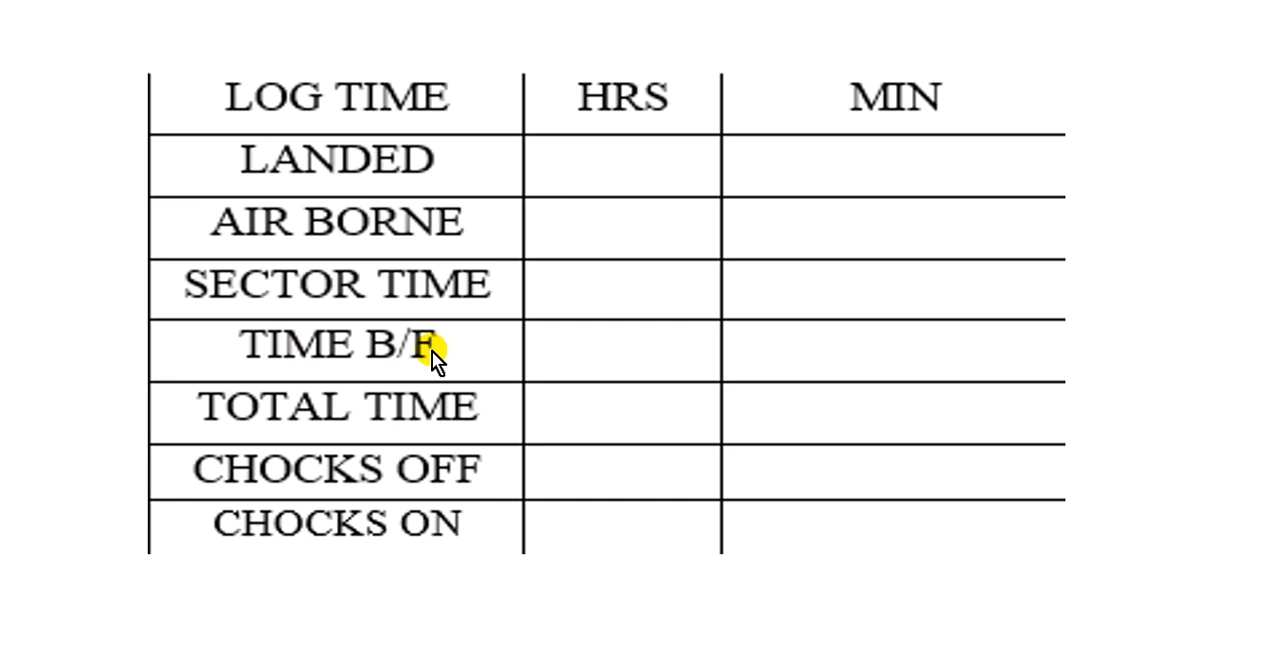 LOG TIME HRS MIN
LANDED
AIR BORNE
SECTOR TIME
TIME B/F
TOTAL TIME
CHOCKS OFF
CHOCKS ON